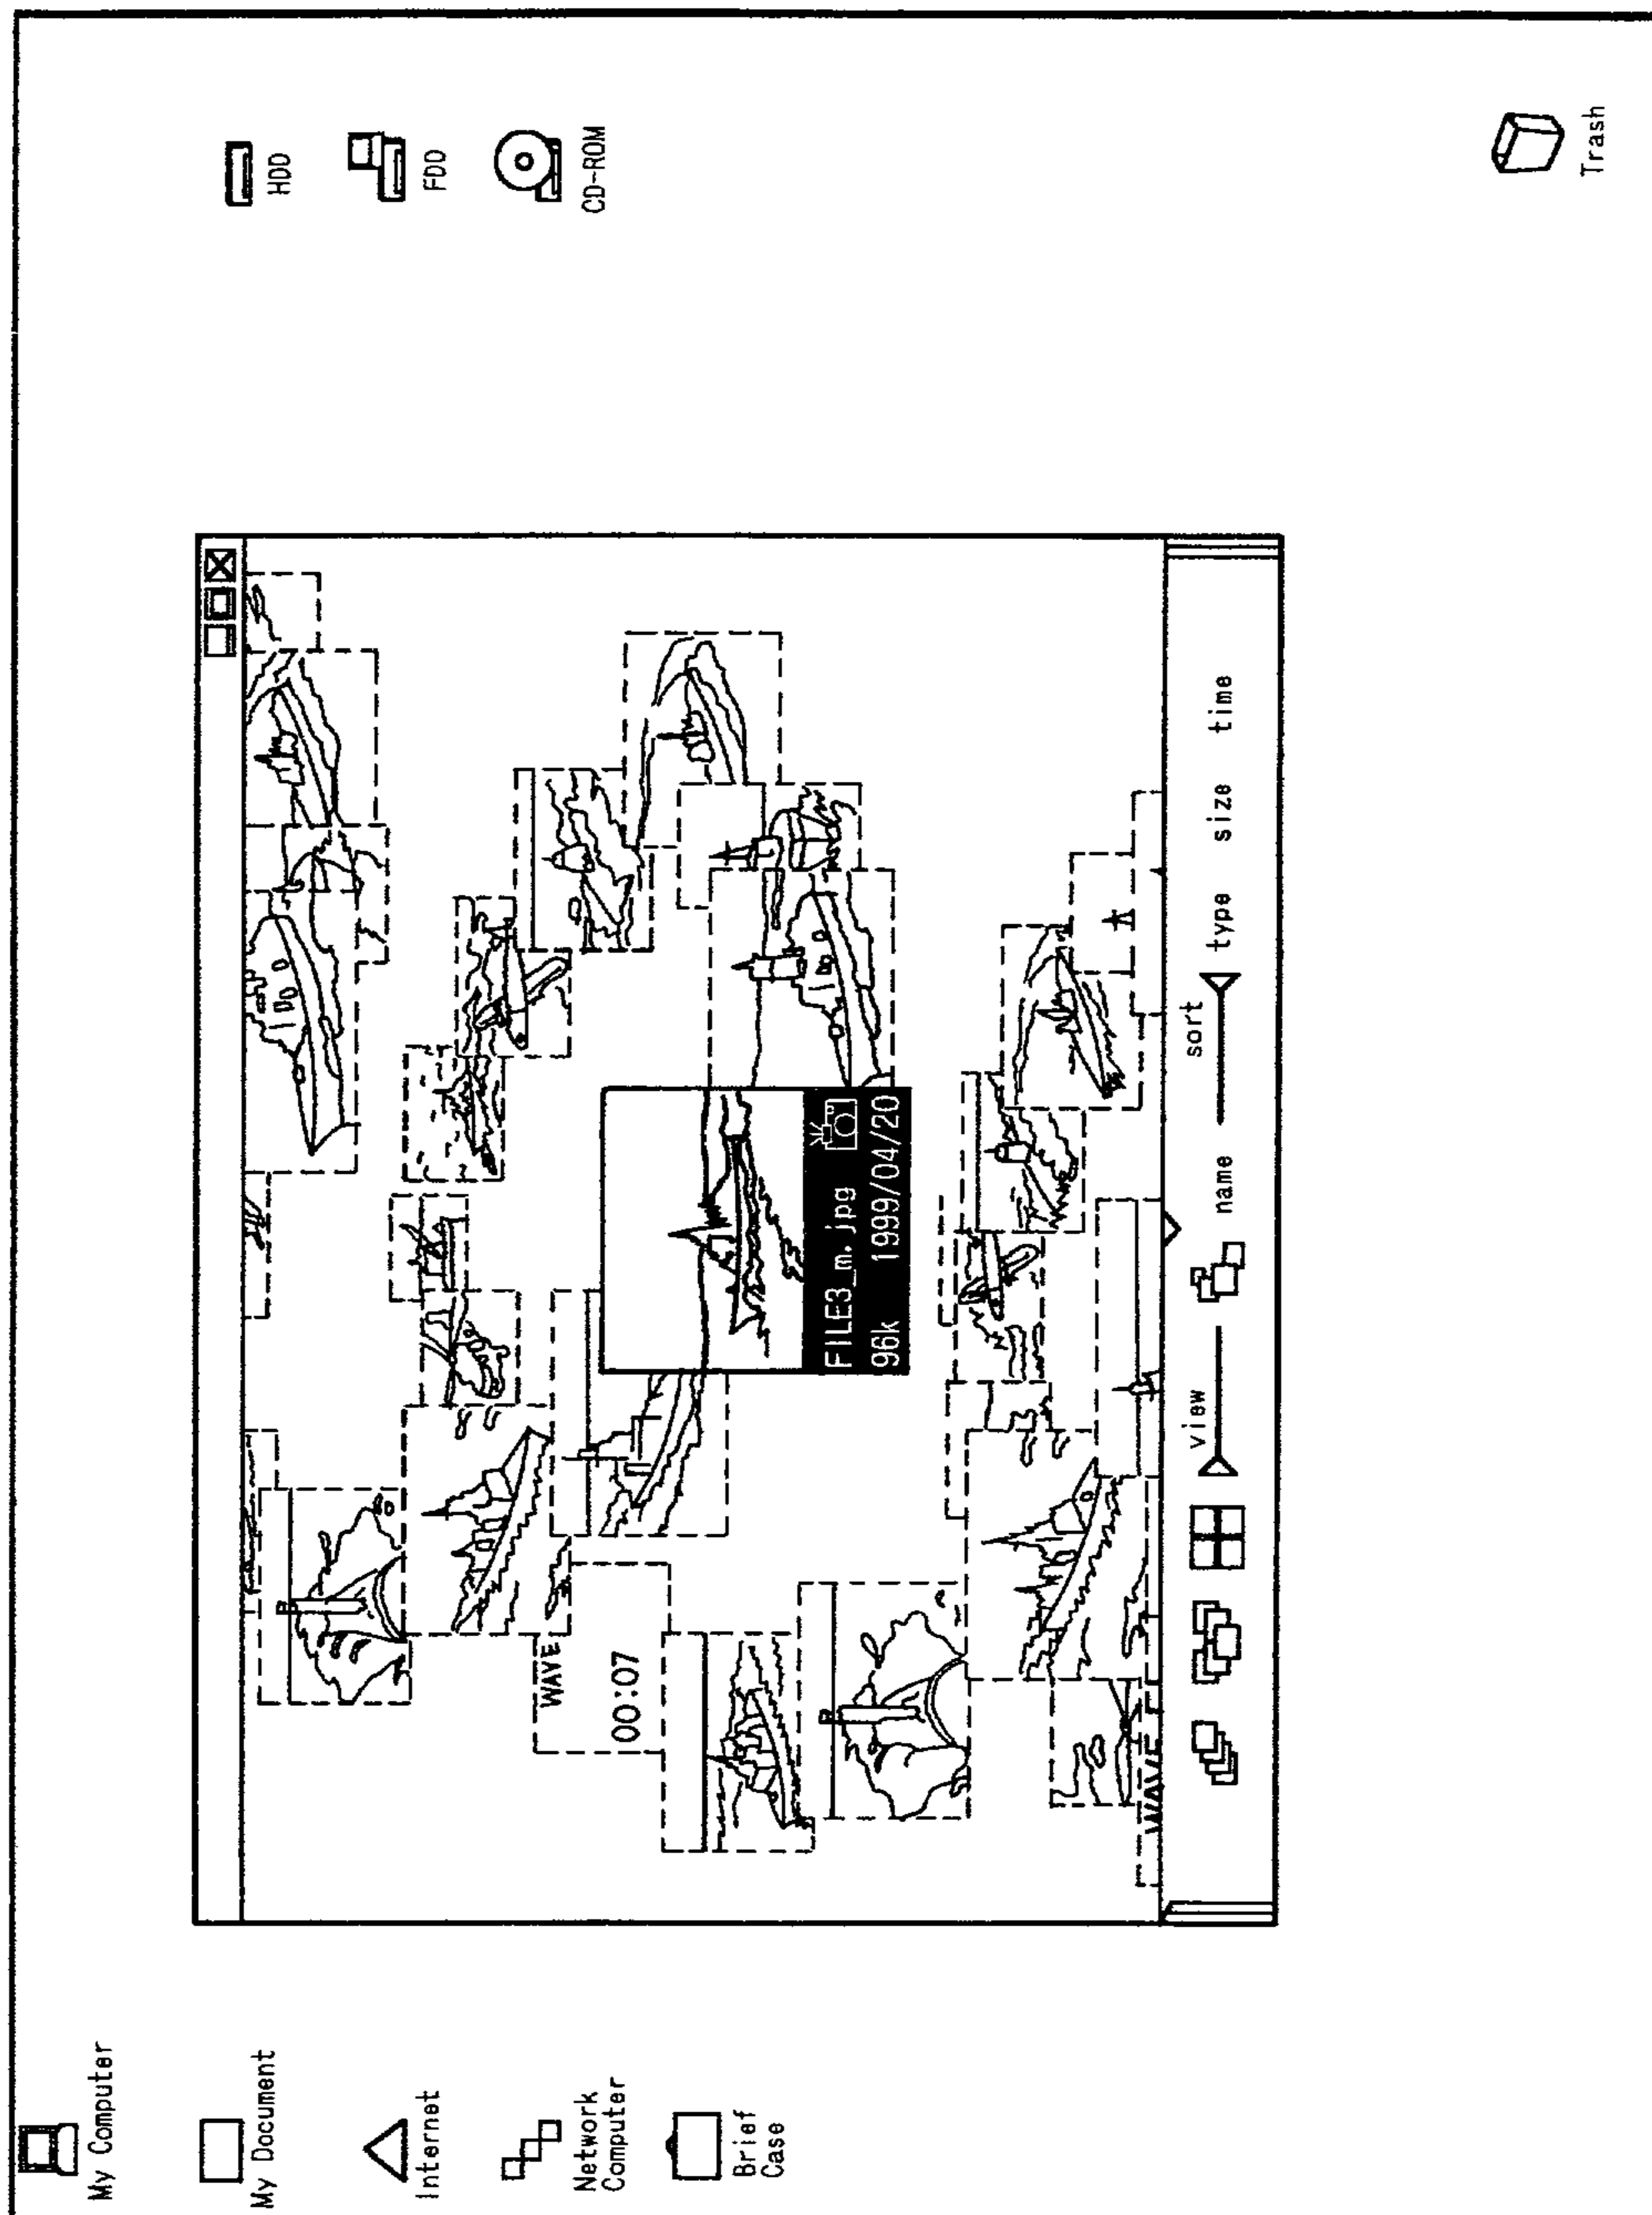 My Computer
My Document
Internet
Network
Computer
Brief
Case
HDD
FDD
CD-ROM
Trash
WAVE
00:07
FILE3_m.jpg
96k 1999/04/20
WAVE
view
sort
name type size time